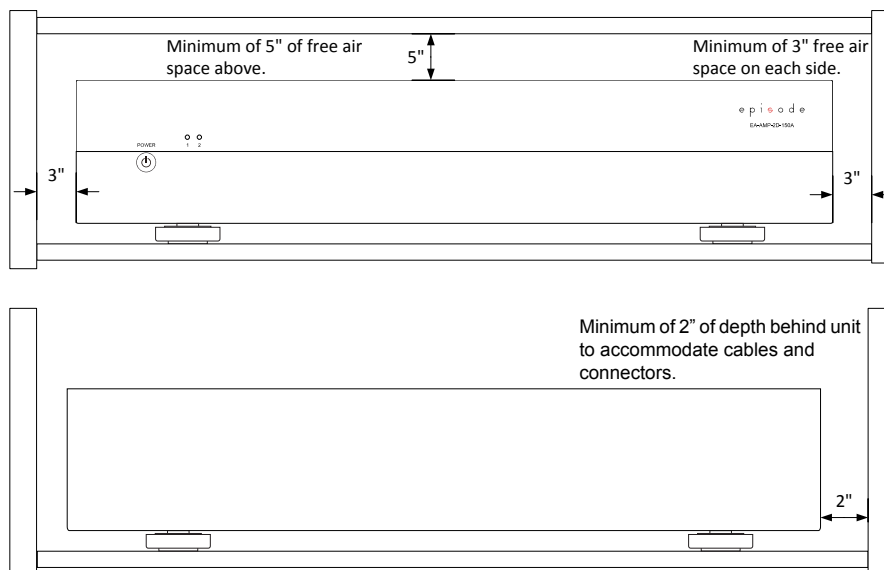 Minimum of 5" of free air
space above.
5"
Minimum of 3" free air
space on each side.
episode
EA-AMP-2D-150A
POWER
1 2
3"
3"
Minimum of 2” of depth behind unit
to accommodate cables and
connectors.
2"